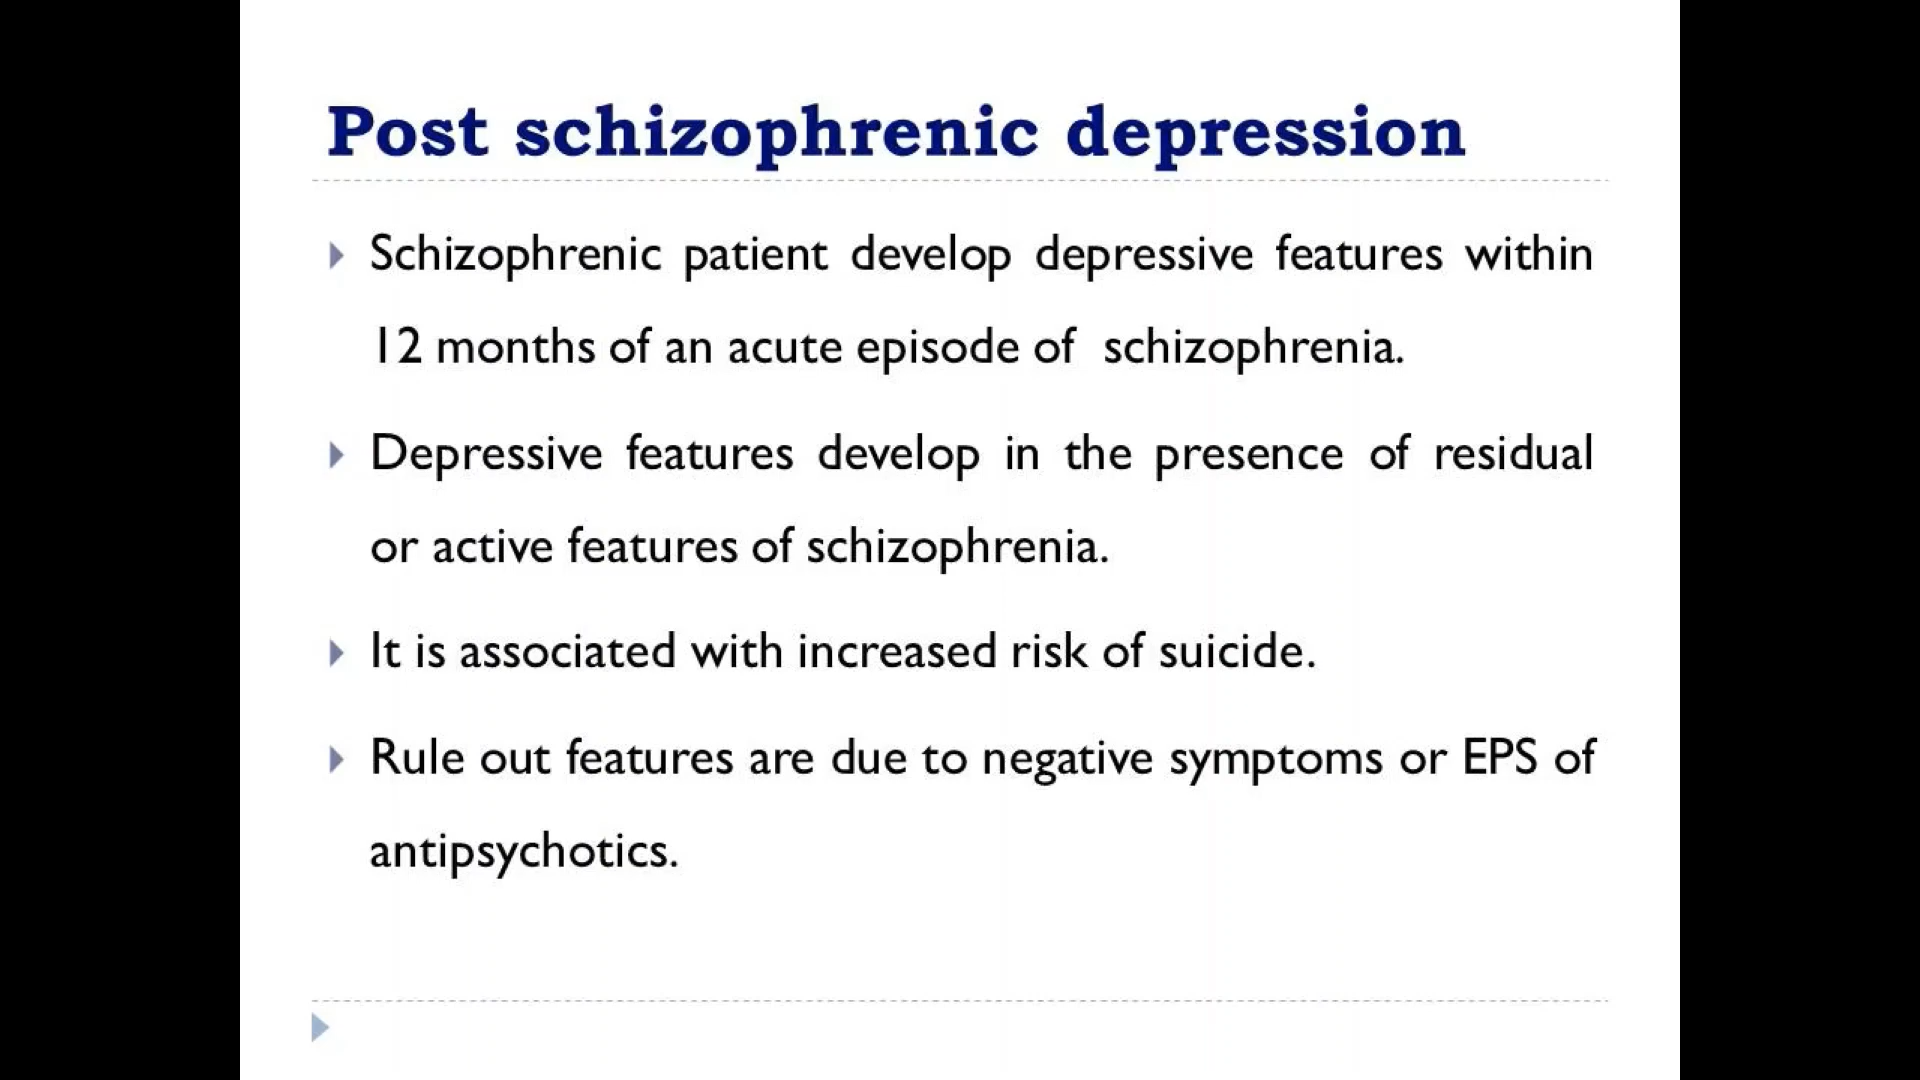 Post schizophrenic depression
Schizophrenic patient develop depressive features within
12 months of an acute episode of schizophrenia.
Depressive features develop in the presence of residual
or active features of schizophrenia.
It is associated with increased risk of suicide.
Rule out features are due to negative symptoms or EPS of
antipsychotics.